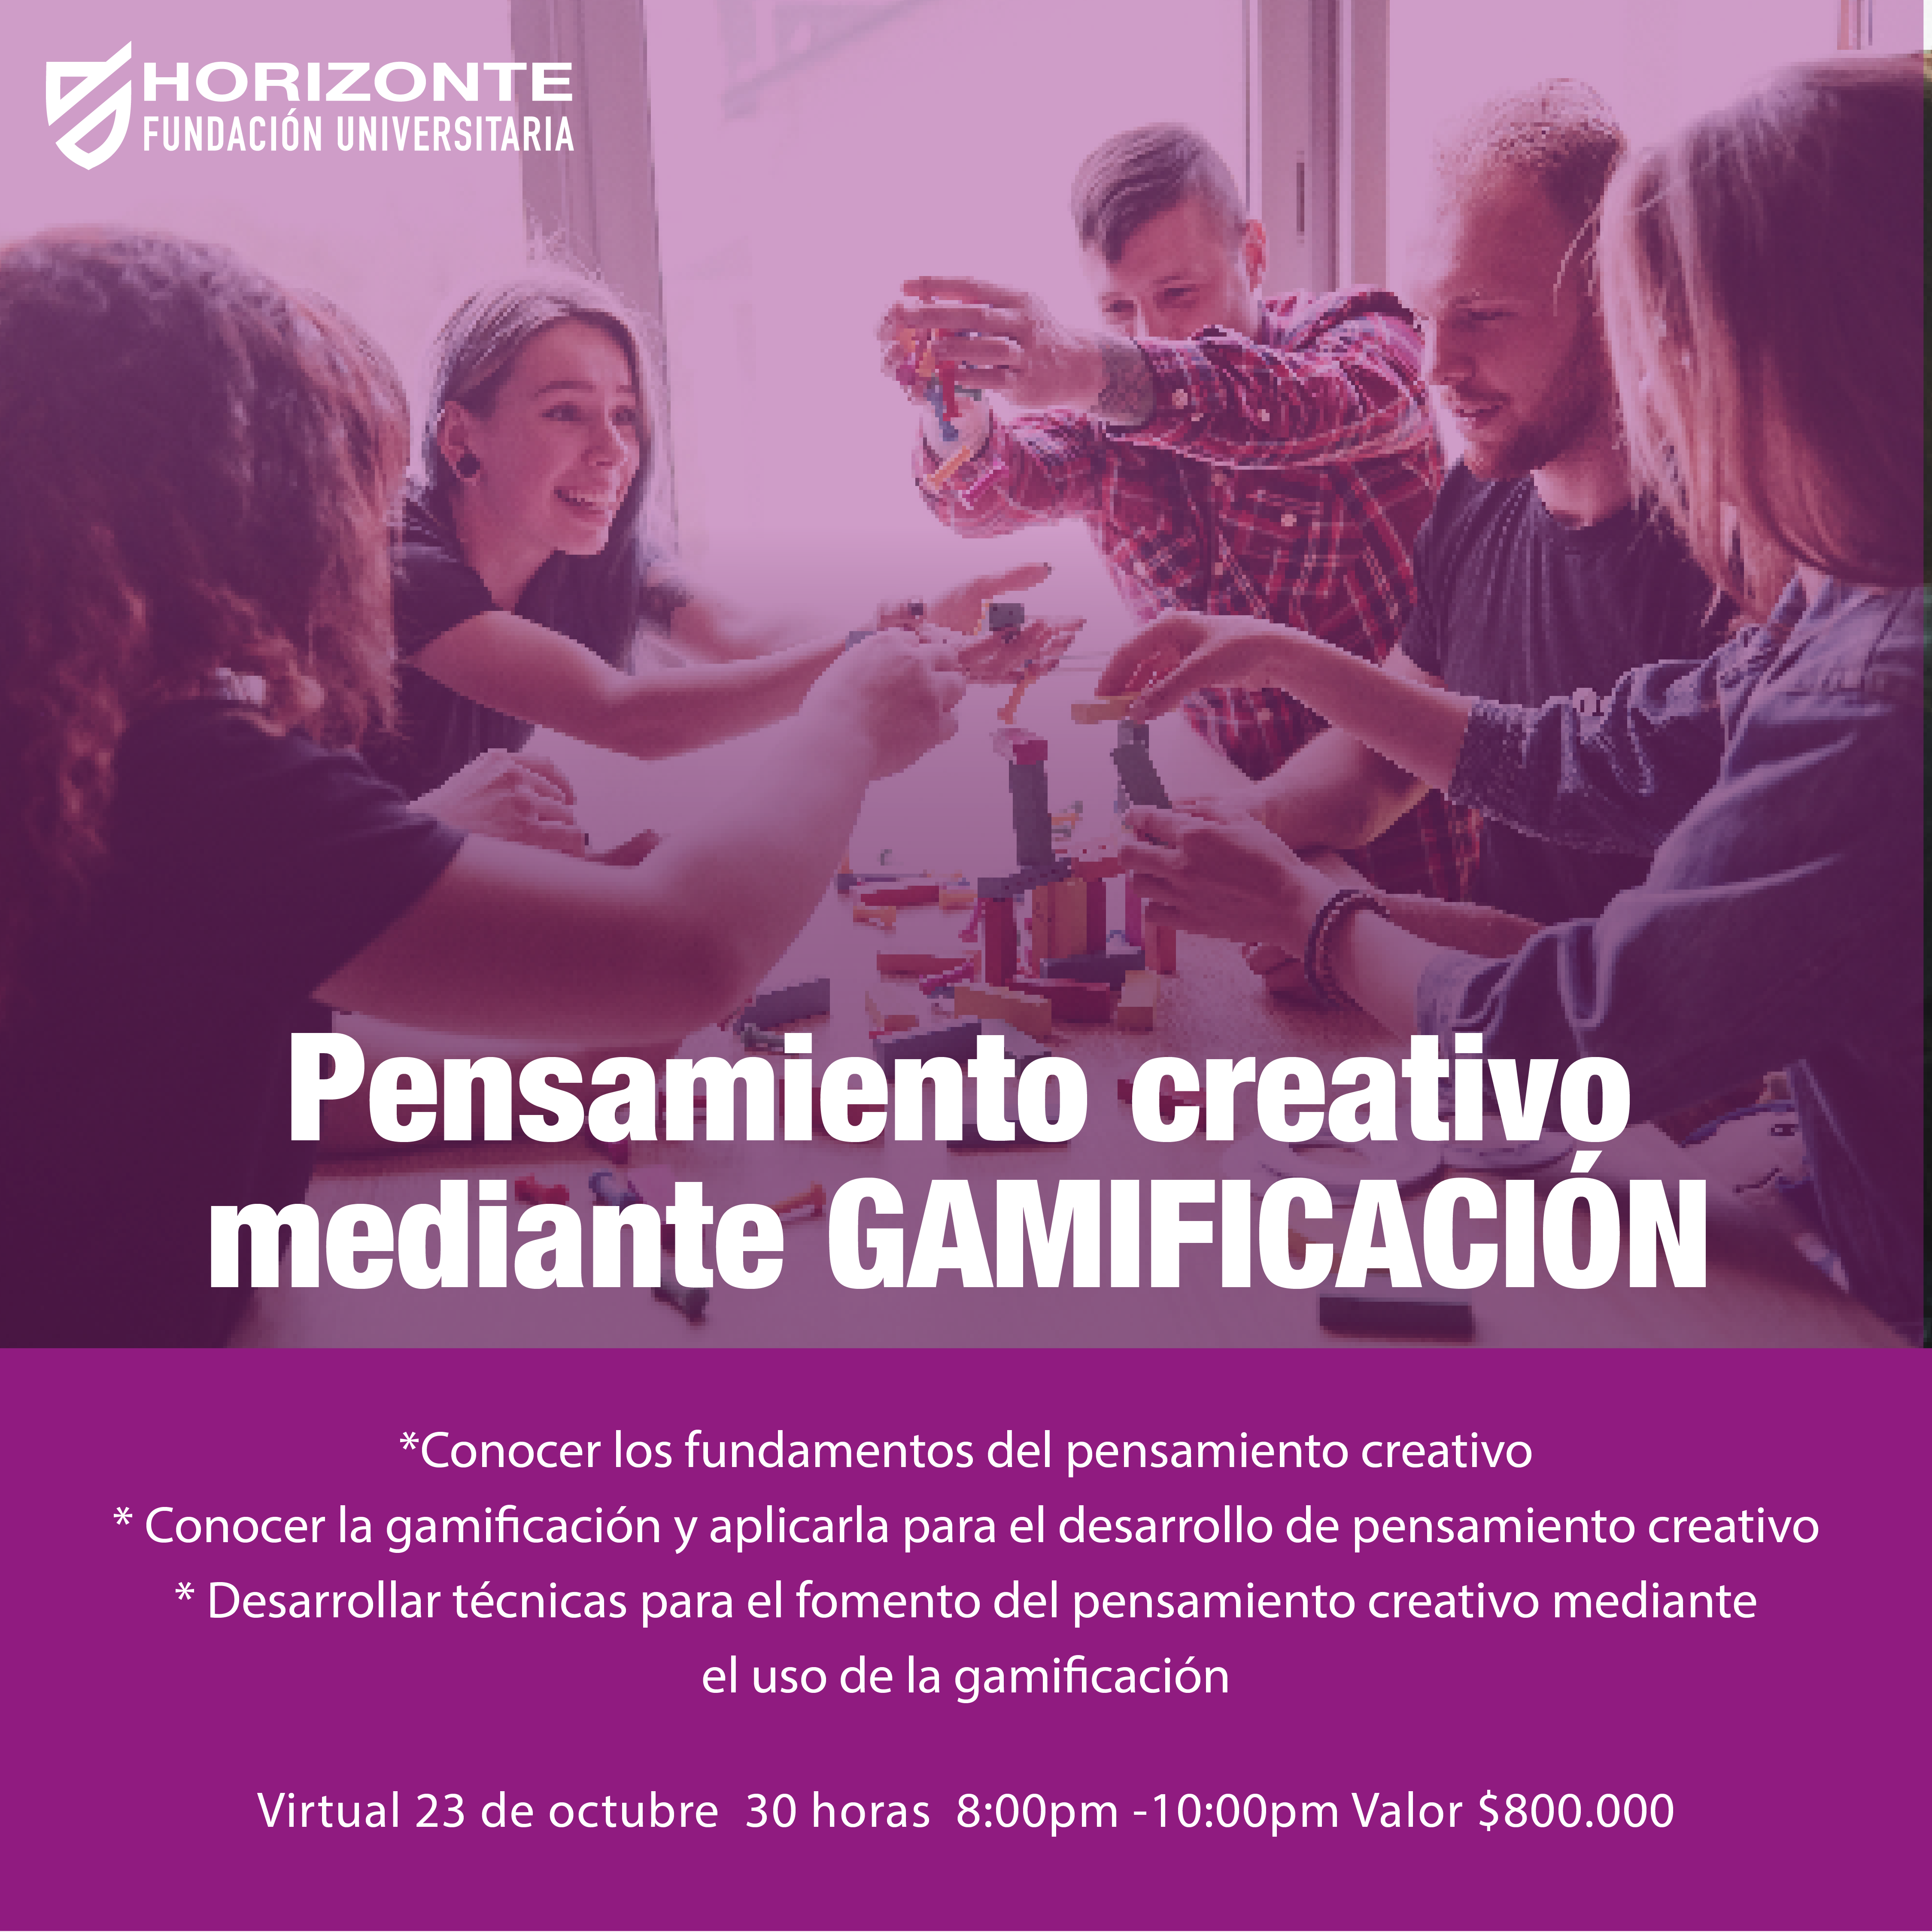 HORIZONTE
FUNDACIÓN UNIVERSITARIA
Pensamiento creativo
mediante GAMIFICACIÓN
*Conocer los fundamentos del pensamiento creativo
* Conocer la gamificación y aplicarla para el desarrollo de pensamiento creativo
* Desarrollar técnicas para el fomento del pensamiento creativo mediante
el uso de la gamificación
Virtual 23 de octubre  30 horas  8:00pm -10:00pm Valor $800.000